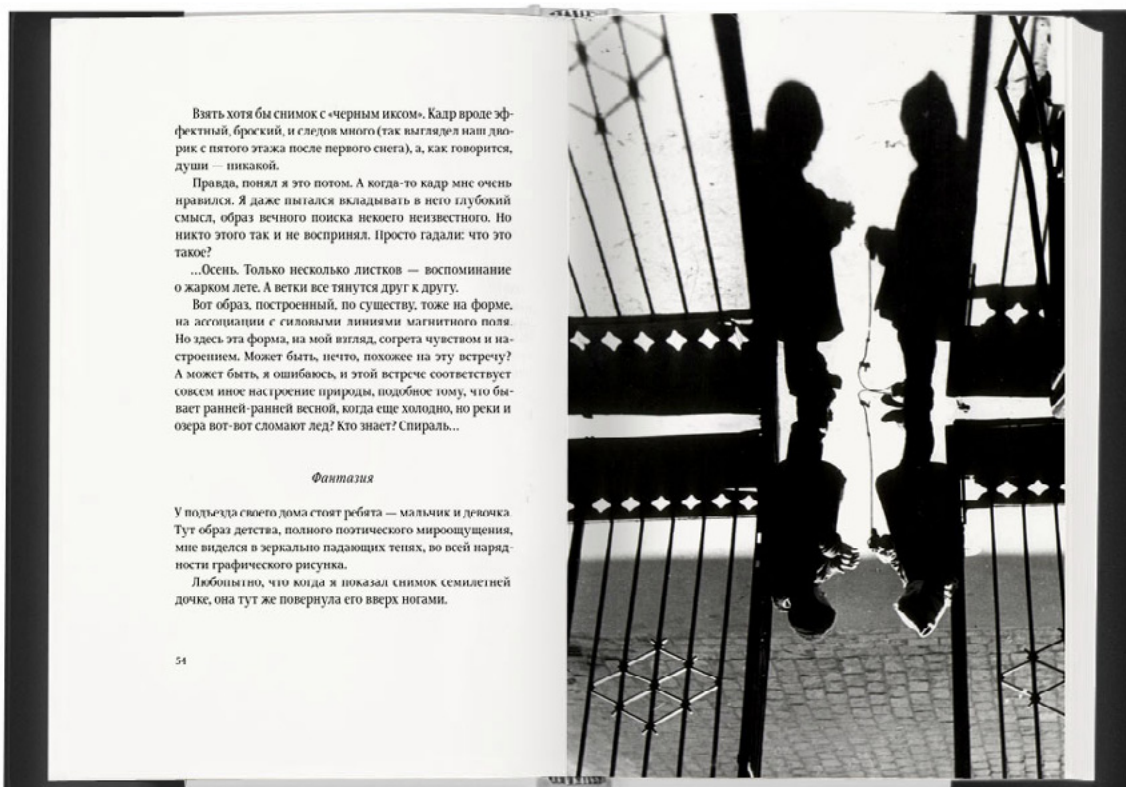 Взять хотя бы снимок с «черным иксом». Кадр вроде эф-
фектный, броский, и следов много (так выглядел наш дво-
рик с пятого этажа после первого снега), а, как говорится,
души — никакой.
Правда, понял я это потом. А когда-то кадр мне очень
нравился. Я даже пытался вкладывать в него глубокий
смысл, образ вечного поиска некоего неизвестного. Но
никто этого так и не воспринял. Просто гадали: что это
такое?
...Осень. Только несколько листков — воспоминание
о жарком лете. А ветки все тянутся друг к другу.
Вот образ, построенный, по существу, тоже на форме,
на ассоциации с силовыми линиями магнитного поля.
Но здесь эта форма, на мой взгляд, согрета чувством и на-
строением. Может быть, нечто, похожее на эту встречу?
А может быть, я ошибаюсь, и этой встрече соответствует
совсем иное настроение природы, подобное тому, что бы-
вает ранней-ранней весной, когда еще холодно, но реки и
озера вот-вот сломают лед? Кто знает? Спираль...
Фантазия
У подъезда своего дома стоят ребята — мальчик и девочка.
Тут образ детства, полного поэтического мироощущения,
мне виделся в зеркально падающих тенях, во всей наряд-
ности графического рисунка.
Любопытно, что когда я показал снимок семилетней
дочке, она тут же повернула его вверх ногами.
54